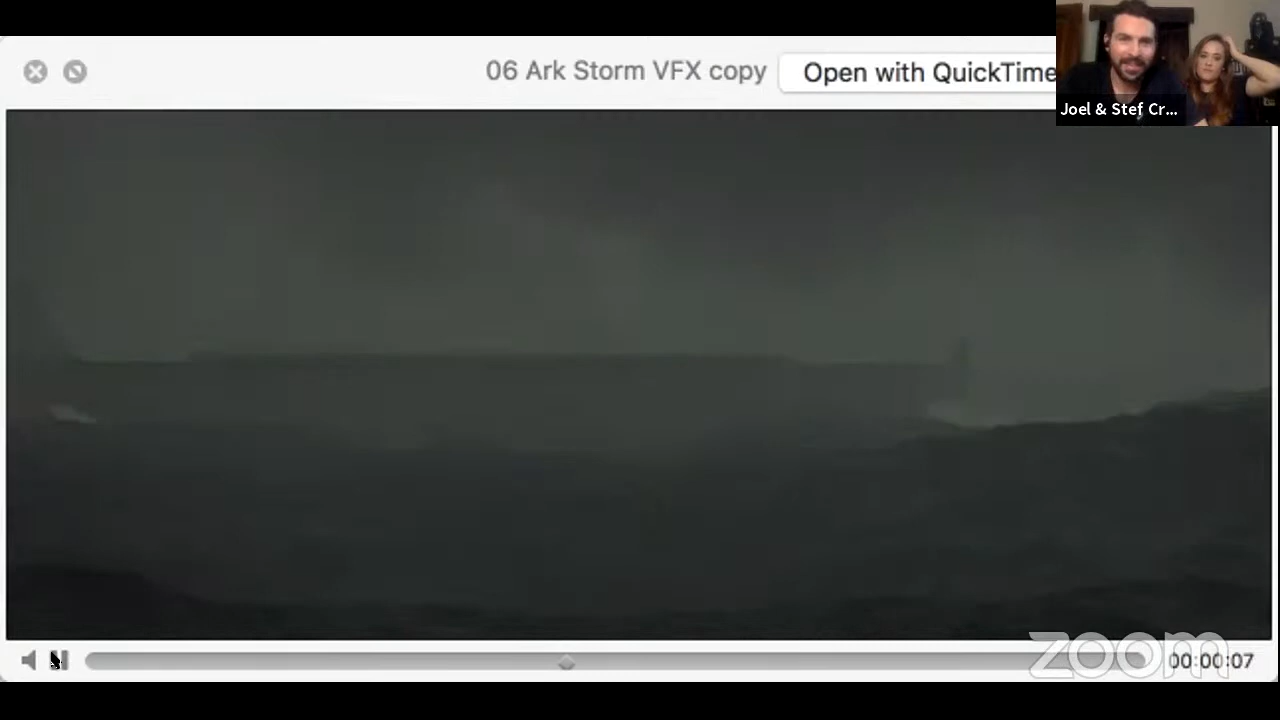 06 Ark Storm VFX copy
Open with QuickTime
Joel & Stef Cr...
zoom
00:00:07